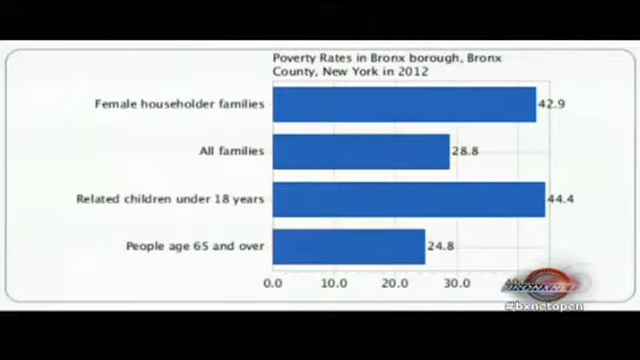 Poverty Rates in Bronx borough, Bronx
County, New York in 2012
Female householder families 42.9
All families 28.8
Related children under 18 years 44.4
People age 65 and over 24.8
0.0 10.0 20.0 30.0
BRONXNET
#bxnetopen